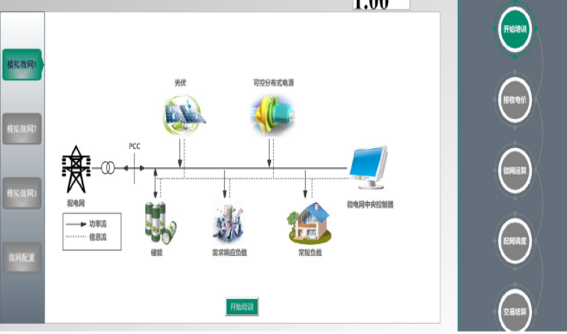 1.00
模拟微网1
模拟微网2
模拟微网3
微网配置
光伏
可控分布式电源
PCC
配电网
微电网中央控制器
功率流
信息流
储能
需求响应负载
常规负载
开始培训
开始培训
接收电价
微网运算
配网调度
交易结算